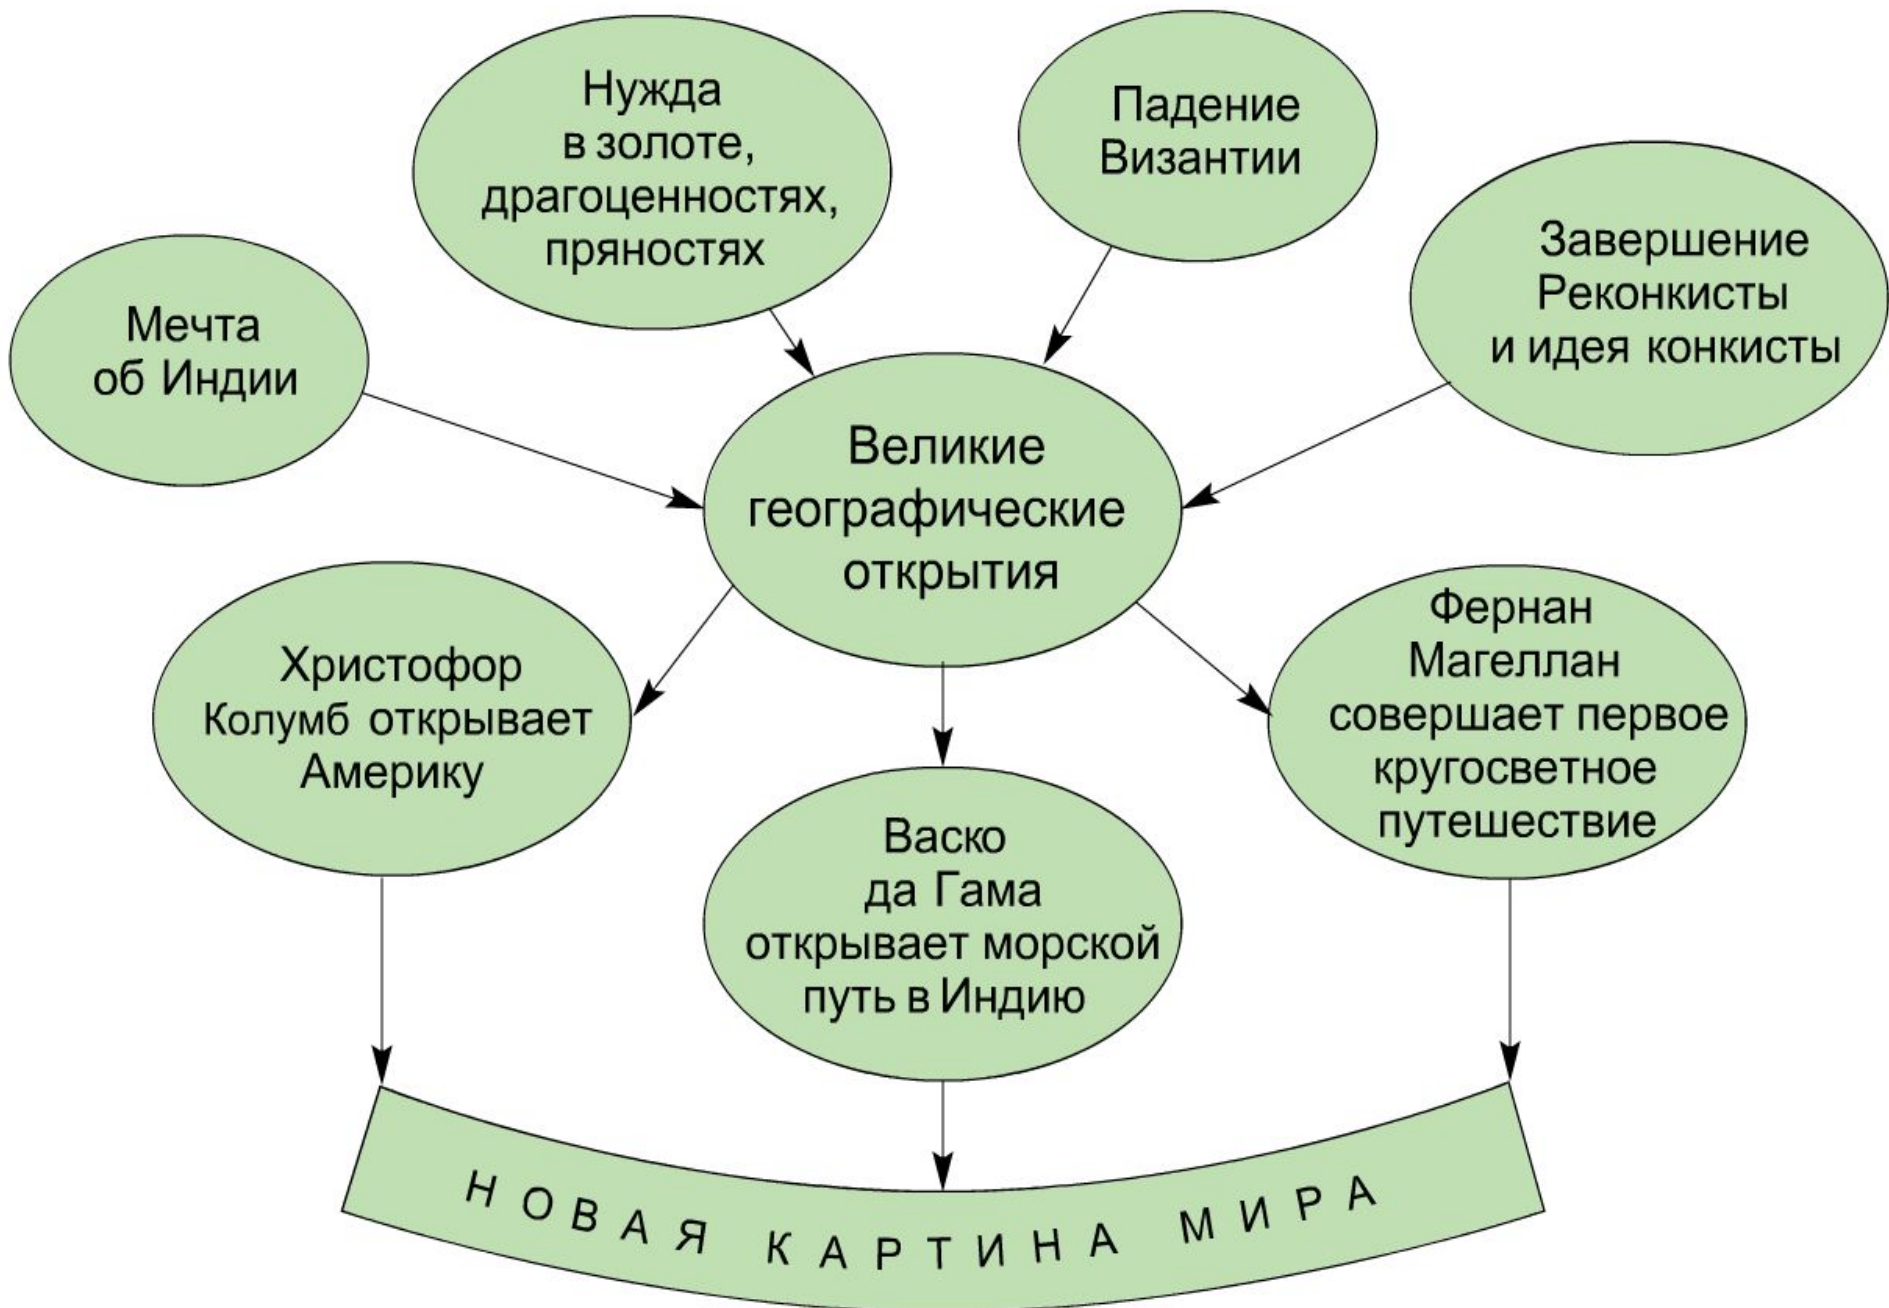 Нужда
в золоте,
драгоценностях,
пряностях
Падение
Византии
Завершение
Реконкисты
и идея конкисты
Мечта
об Индии
Великие
географические
открытия
Христофор
Колумб открывает
Америку
Васко
да Гама
открывает морской
путь в Индию
Фернан
Магеллан
совершает первое
кругосветное
путешествие
НОВАЯ КАРТИНА МИРА